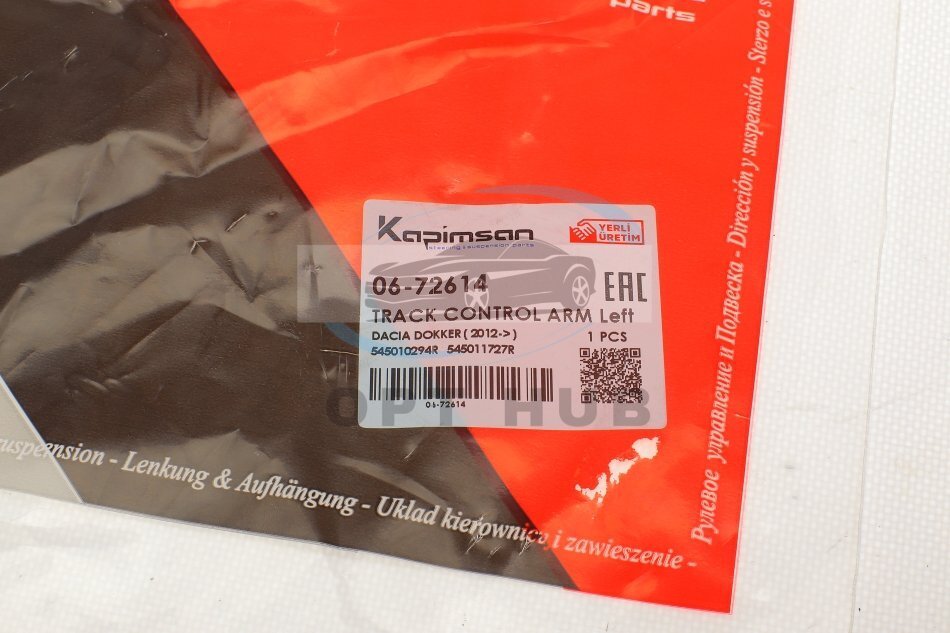 parts
Kapimsan
steering & suspension parts
YERLİ
ÜRETİM
06-72614
EAC
TRACK CONTROL ARM Left
DACIA DOKKER ( 2012-> )
1 PCS
545010294R 545011727R
06-72614
OPT HUB
- Lenkung & Aufhängung - Układ kierowniczy i zawieszenie -
Рулевое управление и Подвеска - Dirección y suspensión - Sterzo e s